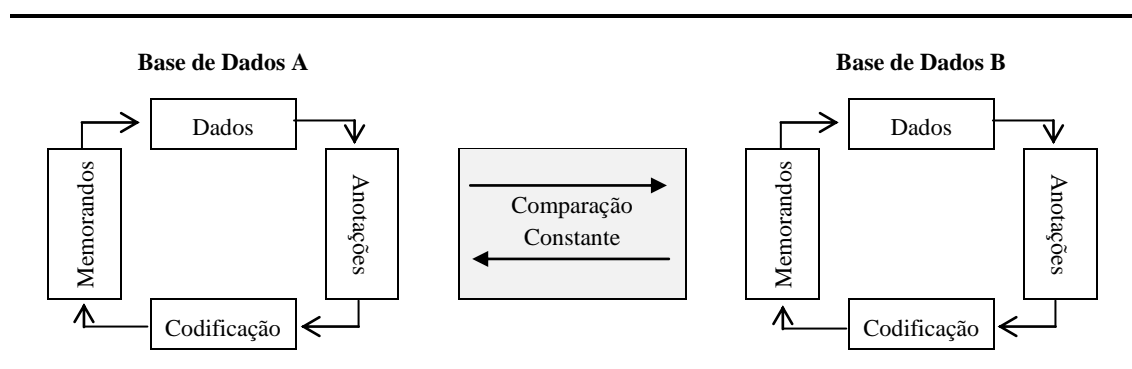 Base de Dados A
Dados
Memorandos
Anotações
Codificação
Comparação
Constante
Base de Dados B
Dados
Memorandos
Anotações
Codificação